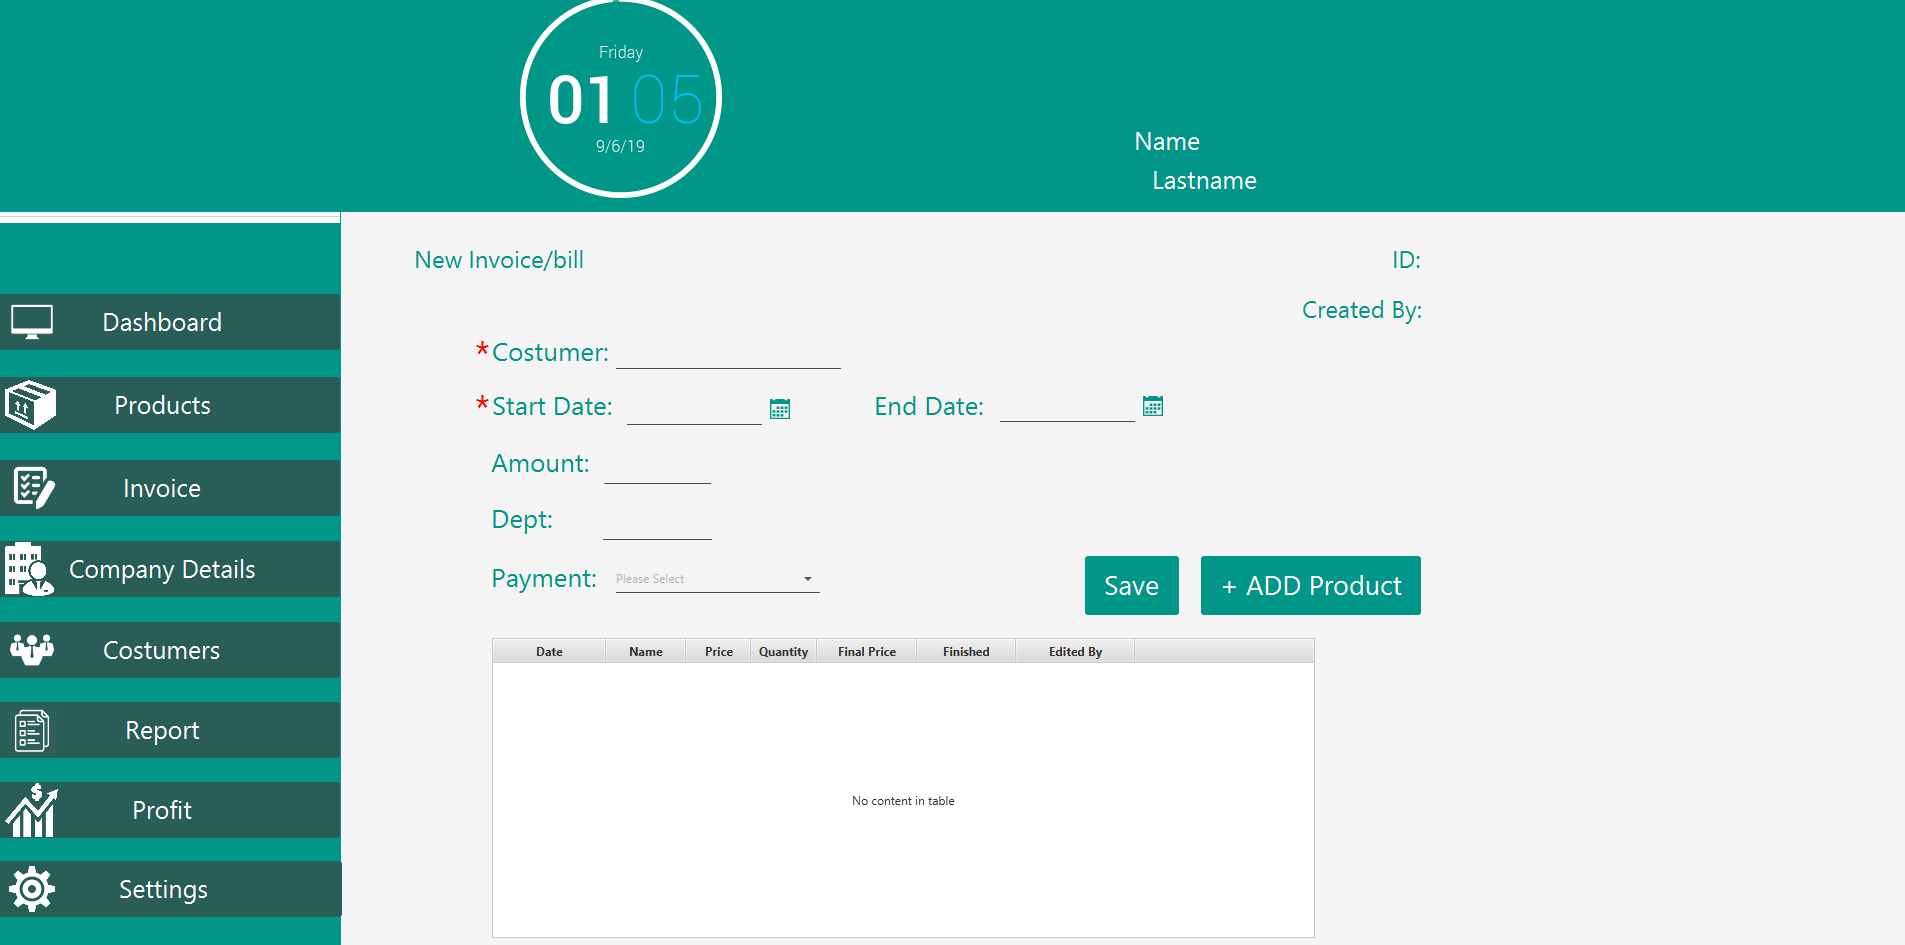 Friday
01 05
9/6/19
Name
Lastname
Dashboard
Products
Invoice
Company Details
Costumers
Report
Profit
Settings
New Invoice/bill
ID:
Created By:
*Costumer:
*Start Date:
End Date:
Amount:
Dept:
Payment: Please Select
Save
+ ADD Product
Date Name Price Quantity Final Price Finished Edited By
No content in table